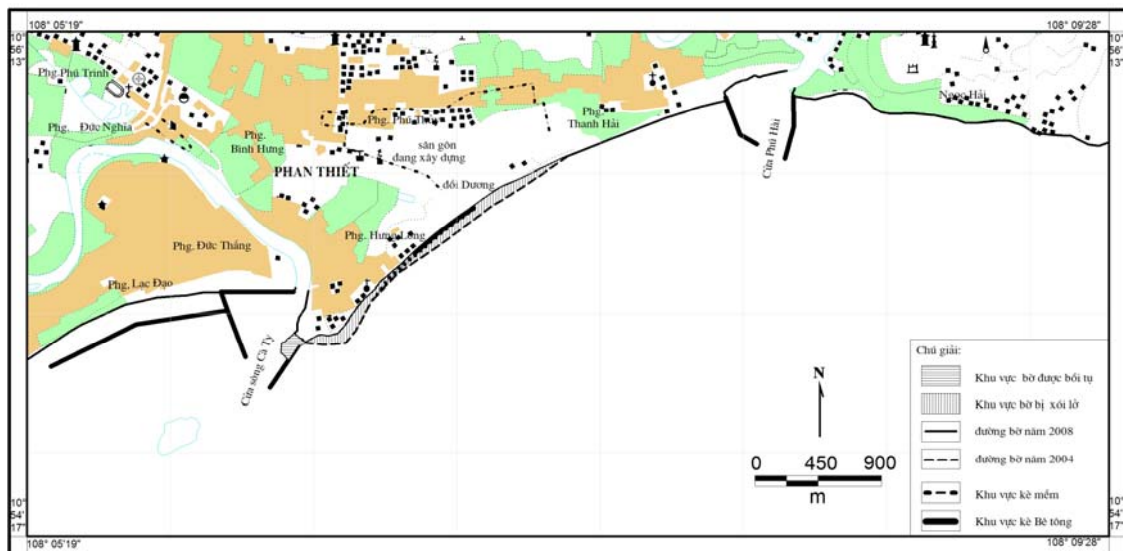 108° 05'19"
108° 09'28"
10°
56'
13"
10°
56'
13"
Phg.Phú Trinh
Ngọc Hải
Phg. Đức Nghĩa
Phg. Phú Thủy
Phg.
Thanh Hải
Phg.
Bình Hưng
sân gôn
đang xây dựng
Cửa Phú Hài
PHAN THIẾT
đồi Dương
Phg. Hưng Long
Phg. Đức Thắng
Phg. Lạc Đạo
Cửa sông Cà Ty
Chú giải:
Khu vực bờ được bồi tụ
Khu vực bờ bị xói lở
đường bờ năm 2008
đường bờ năm 2004
Khu vực kè mềm
Khu vực kè Bê tông
N
0 450 900
m
10°
54'
17"
10°
54'
17"
108° 05'19"
108° 09'28"